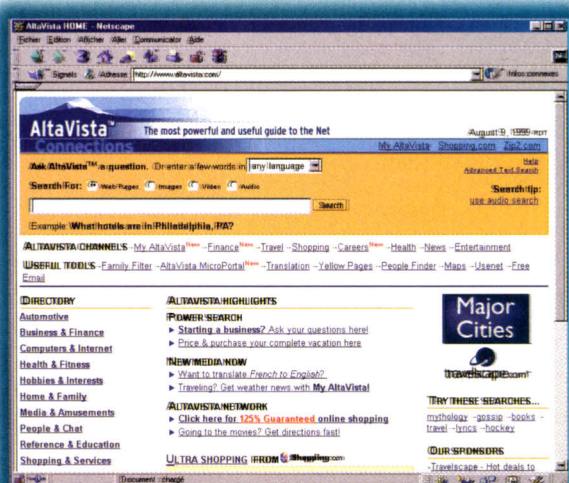 AltaVista HOME - Netscape
Fichier Edition Afficher Aller Communicator Aide
Signets Adresse http://www.altavista.com/ Infos connexes
AltaVista™ The most powerful and useful guide to the Net August 9, 1999 PDT
Connections My AltaVista Shopping.com Zip2.com
Ask AltaVista™ a question. Or enter a few words in any language Help
Advanced Text Search
Search For: Web Pages Images Video Audio Search tip:
use audio search
Search
Example: What hotels are in Philadelphia, PA?
ALTAVISTA CHANNELS - My AltaVista New - Finance New - Travel - Shopping - Careers New - Health - News - Entertainment
USEFUL TOOLS - Family Filter - AltaVista MicroPortal New - Translation - Yellow Pages - People Finder - Maps - Usenet - Free
Email
DIRECTORY
Automotive
Business & Finance
Computers & Internet
Health & Fitness
Hobbies & Interests
Home & Family
Media & Amusements
People & Chat
Reference & Education
Shopping & Services
ALTAVISTA HIGHLIGHTS
POWER SEARCH
Starting a business? Ask your questions here!
Price & purchase your complete vacation here
NEW MEDIA NOW
Want to translate French to English?
Traveling? Get weather news with My AltaVista!
ALTAVISTA NETWORK
Click here for 125% Guaranteed online shopping
Going to the movies? Get directions fast!
ULTRA SHOPPING FROM Shopping.com
Major
Cities
travelscape.com
TRY THESE SEARCHES...
mythology - gossip - books -
travel - lyrics - hockey
OUR SPONSORS
-Travelscape - Hot deals to
Document : chargé